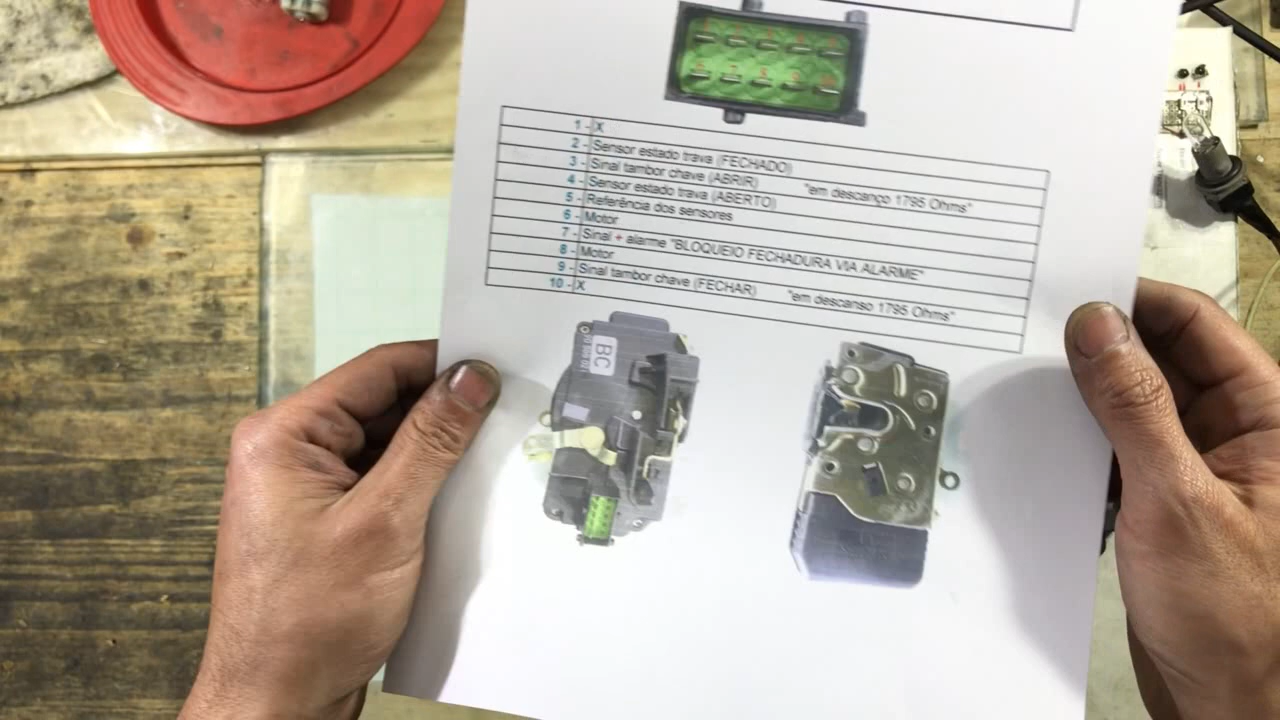 1 - X
2 - Sensor estado trava (FECHADO)
3 - Sinal tambor chave (ABRIR) "em descanço 1795 Ohms"
4 - Sensor estado trava (ABERTO)
5 - Referência dos sensores
6 - Motor
7 - Sinal + alarme "BLOQUEIO FECHADURA VIA ALARME"
8 - Motor
9 - Sinal tambor chave (FECHAR) "em descanso 1795 Ohms"
10 - X
BC